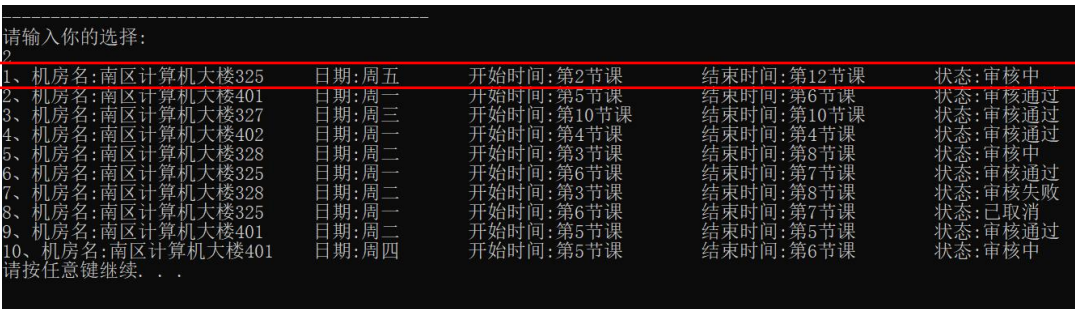 --------------------------------------------
请输入你的选择:
2
1、机房名:南区计算机大楼325 日期:周五 开始时间:第2节课 结束时间:第12节课 状态:审核中
2、机房名:南区计算机大楼401 日期:周一 开始时间:第5节课 结束时间:第6节课 状态:审核通过
3、机房名:南区计算机大楼327 日期:周三 开始时间:第10节课 结束时间:第10节课 状态:审核通过
4、机房名:南区计算机大楼402 日期:周一 开始时间:第4节课 结束时间:第4节课 状态:审核通过
5、机房名:南区计算机大楼328 日期:周二 开始时间:第3节课 结束时间:第8节课 状态:审核中
6、机房名:南区计算机大楼325 日期:周一 开始时间:第6节课 结束时间:第7节课 状态:审核通过
7、机房名:南区计算机大楼328 日期:周二 开始时间:第3节课 结束时间:第8节课 状态:审核失败
8、机房名:南区计算机大楼325 日期:周一 开始时间:第6节课 结束时间:第7节课 状态:已取消
9、机房名:南区计算机大楼401 日期:周二 开始时间:第5节课 结束时间:第5节课 状态:审核通过
10、机房名:南区计算机大楼401 日期:周四 开始时间:第5节课 结束时间:第6节课 状态:审核中
请按任意键继续. . .